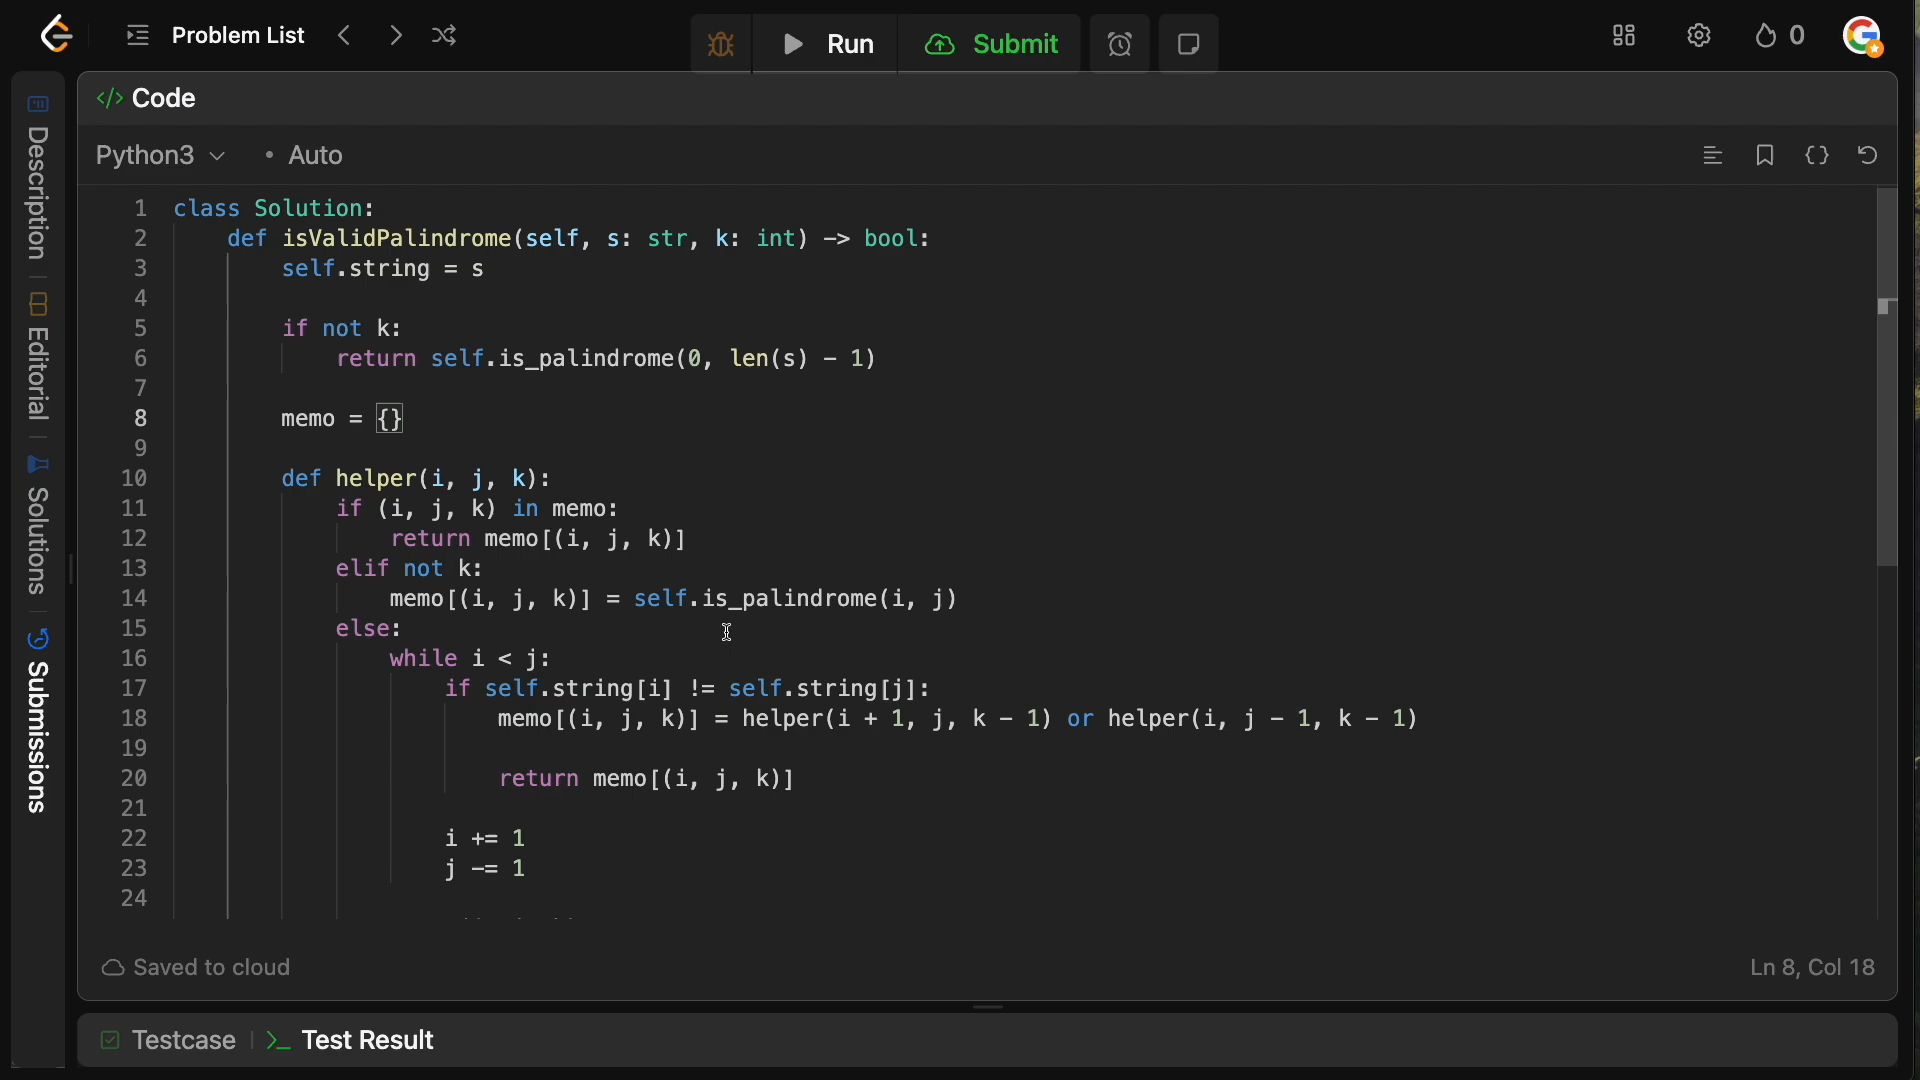 Problem List
Run
Submit
0
Description
Editorial
Solutions
Submissions
</> Code
Python3 • Auto
1 class Solution:
2     def isValidPalindrome(self, s: str, k: int) -> bool:
3         self.string = s
4
5         if not k:
6             return self.is_palindrome(0, len(s) - 1)
7
8         memo = {}
9
10         def helper(i, j, k):
11             if (i, j, k) in memo:
12                 return memo[(i, j, k)]
13             elif not k:
14                 memo[(i, j, k)] = self.is_palindrome(i, j)
15             else:
16                 while i < j:
17                     if self.string[i] != self.string[j]:
18                         memo[(i, j, k)] = helper(i + 1, j, k - 1) or helper(i, j - 1, k - 1)
19
20                         return memo[(i, j, k)]
21
22                     i += 1
23                     j -= 1
24
Saved to cloud
Ln 8, Col 18
Testcase
Test Result